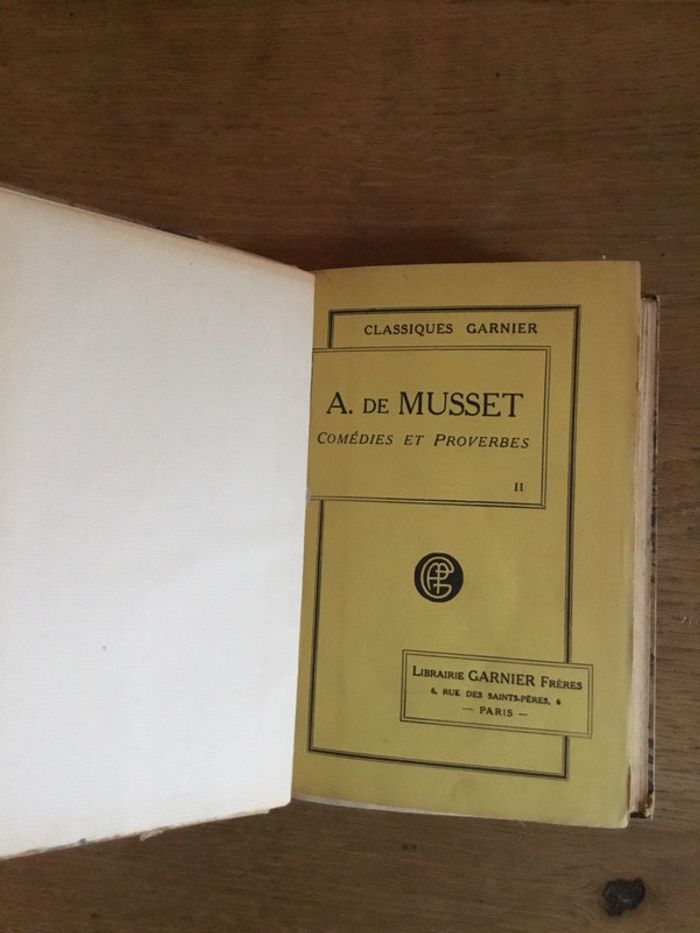 CLASSIQUES GARNIER
A. DE MUSSET
COMÉDIES ET PROVERBES
II
LIBRAIRIE GARNIER FRÈRES
6, RUE DES SAINTS-PÈRES, 6
— PARIS —